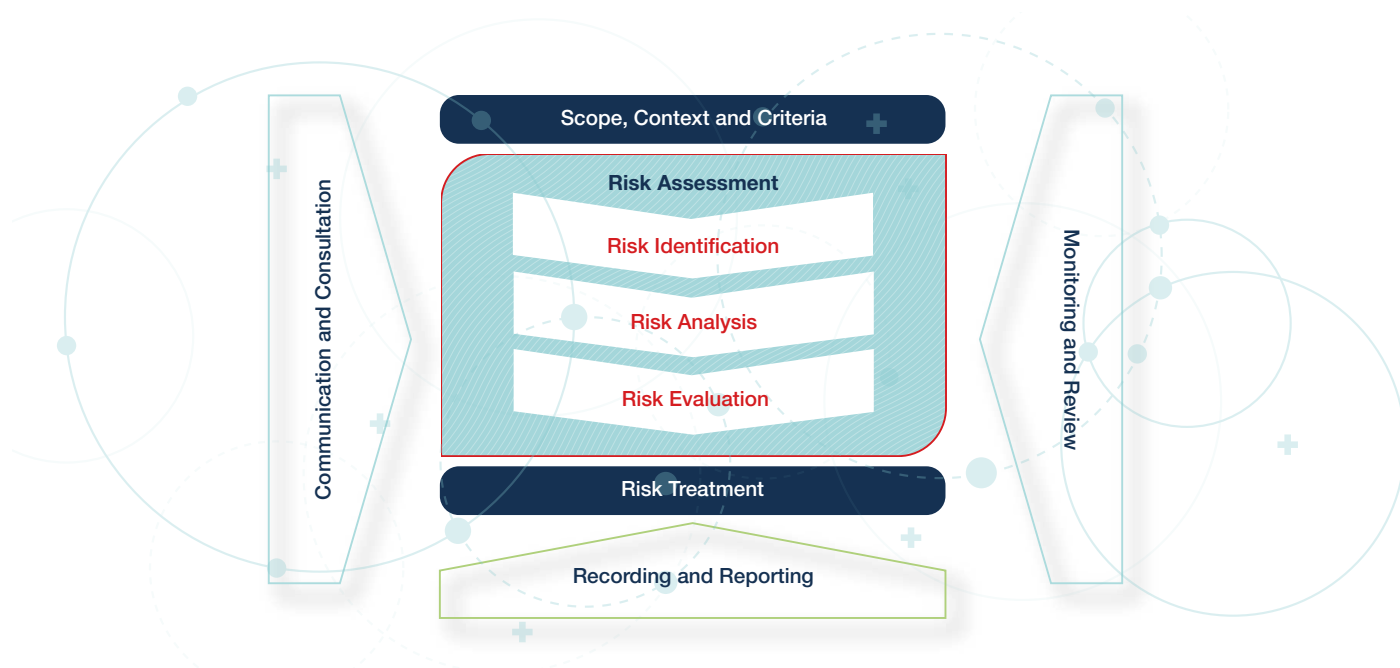 Scope, Context and Criteria
Communication and Consultation
Risk Assessment
Risk Identification
Risk Analysis
Risk Evaluation
Monitoring and Review
Risk Treatment
Recording and Reporting